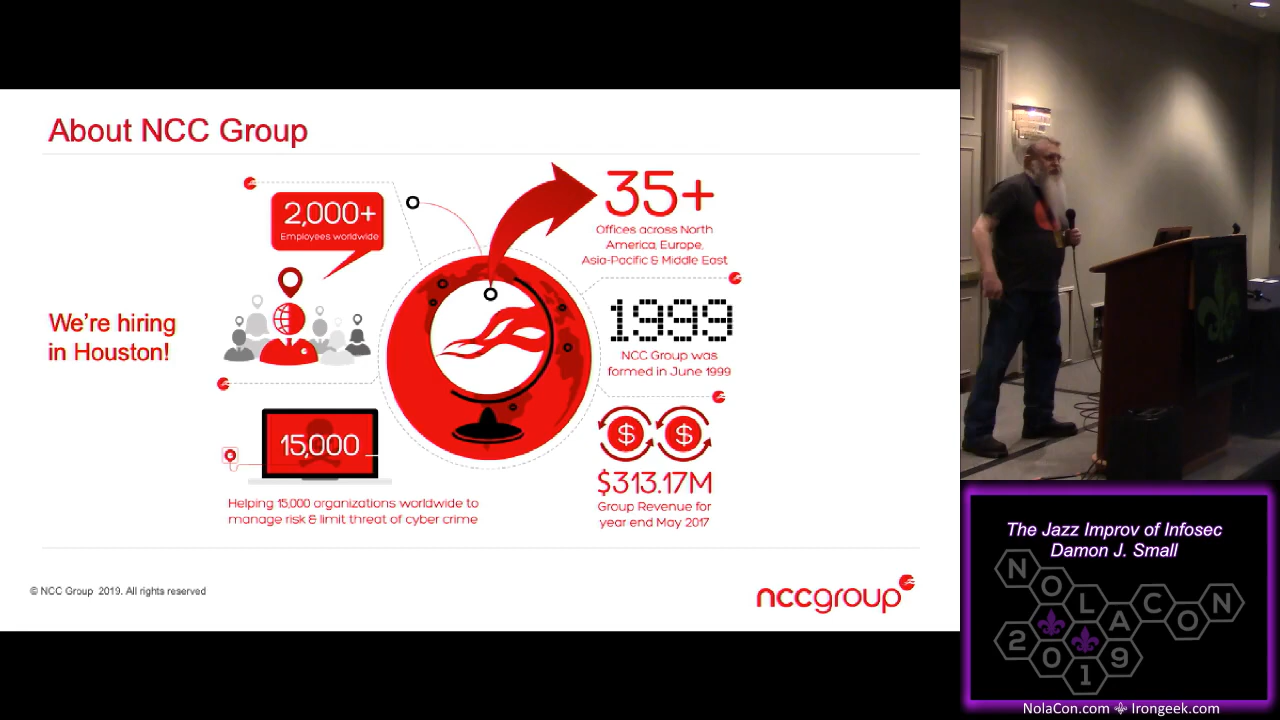 About NCC Group
2,000+
Employees worldwide
We're hiring
in Houston!
15,000
Helping 15,000 organizations worldwide to
manage risk & limit threat of cyber crime
35+
Offices across North
America, Europe,
Asia-Pacific & Middle East
1999
NCC Group was
formed in June 1999
$ $
$313.17M
Group Revenue for
year end May 2017
© NCC Group 2019. All rights reserved
nccgroup
The Jazz Improv of Infosec
Damon J. Small
NOLACON
2019
NolaCon.com ⚜ Irongeek.com